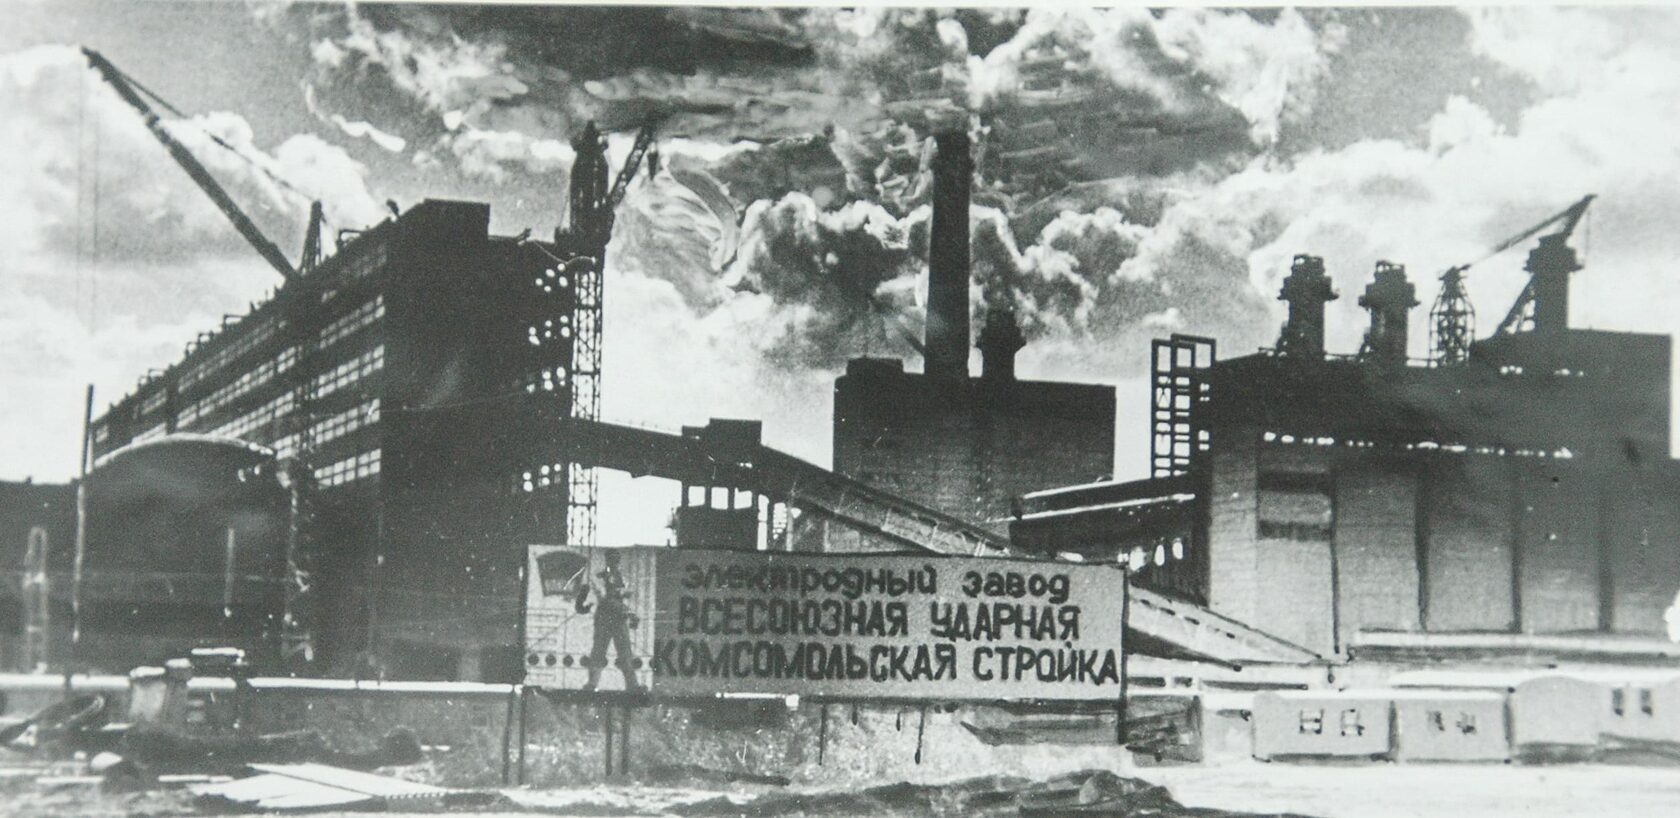 электродный завод
ВСЕСОЮЗНАЯ УДАРНАЯ
КОМСОМОЛЬСКАЯ СТРОЙКА